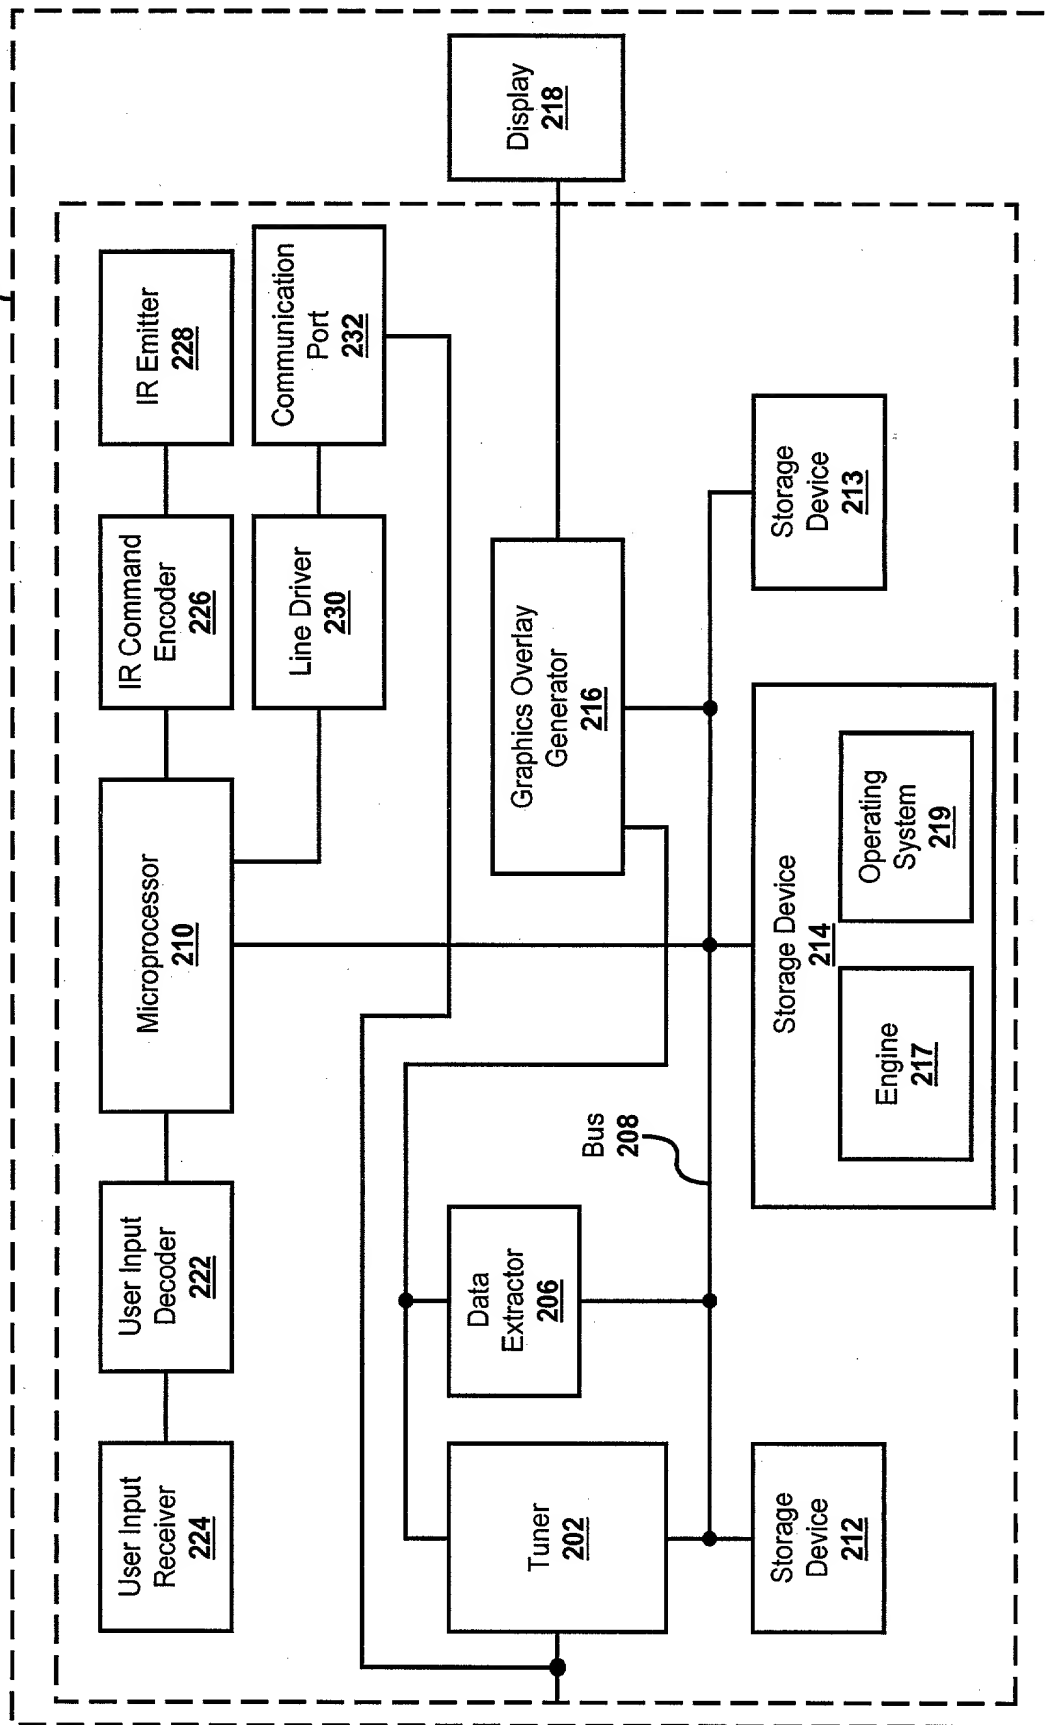 User Input
Receiver
224
User Input
Decoder
222
Microprocessor
210
IR Command
Encoder
226
IR Emitter
228
Line Driver
230
Communication
Port
232
Tuner
202
Data
Extractor
206
Bus
208
Graphics Overlay
Generator
216
Display
218
Storage
Device
212
Storage Device
214
Engine
217
Operating
System
219
Storage
Device
213